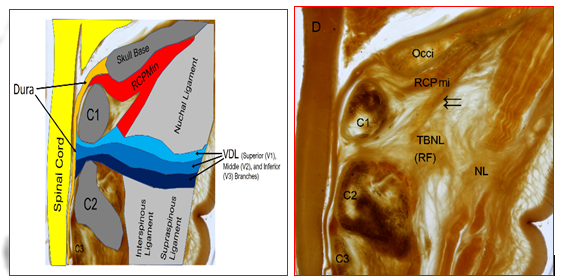 Skull Base
RCPMin
Dura
C1
Nuchal Ligament
Spinal Cord
VDL (Superior (V1),
Middle (V2), and Inferior
(V3) Branches)
C2
Interspinous
Ligament
Supraspinous
Ligament
C3
D
Occi
RCPmi
C1
TBNL
(RF)
NL
C2
C3